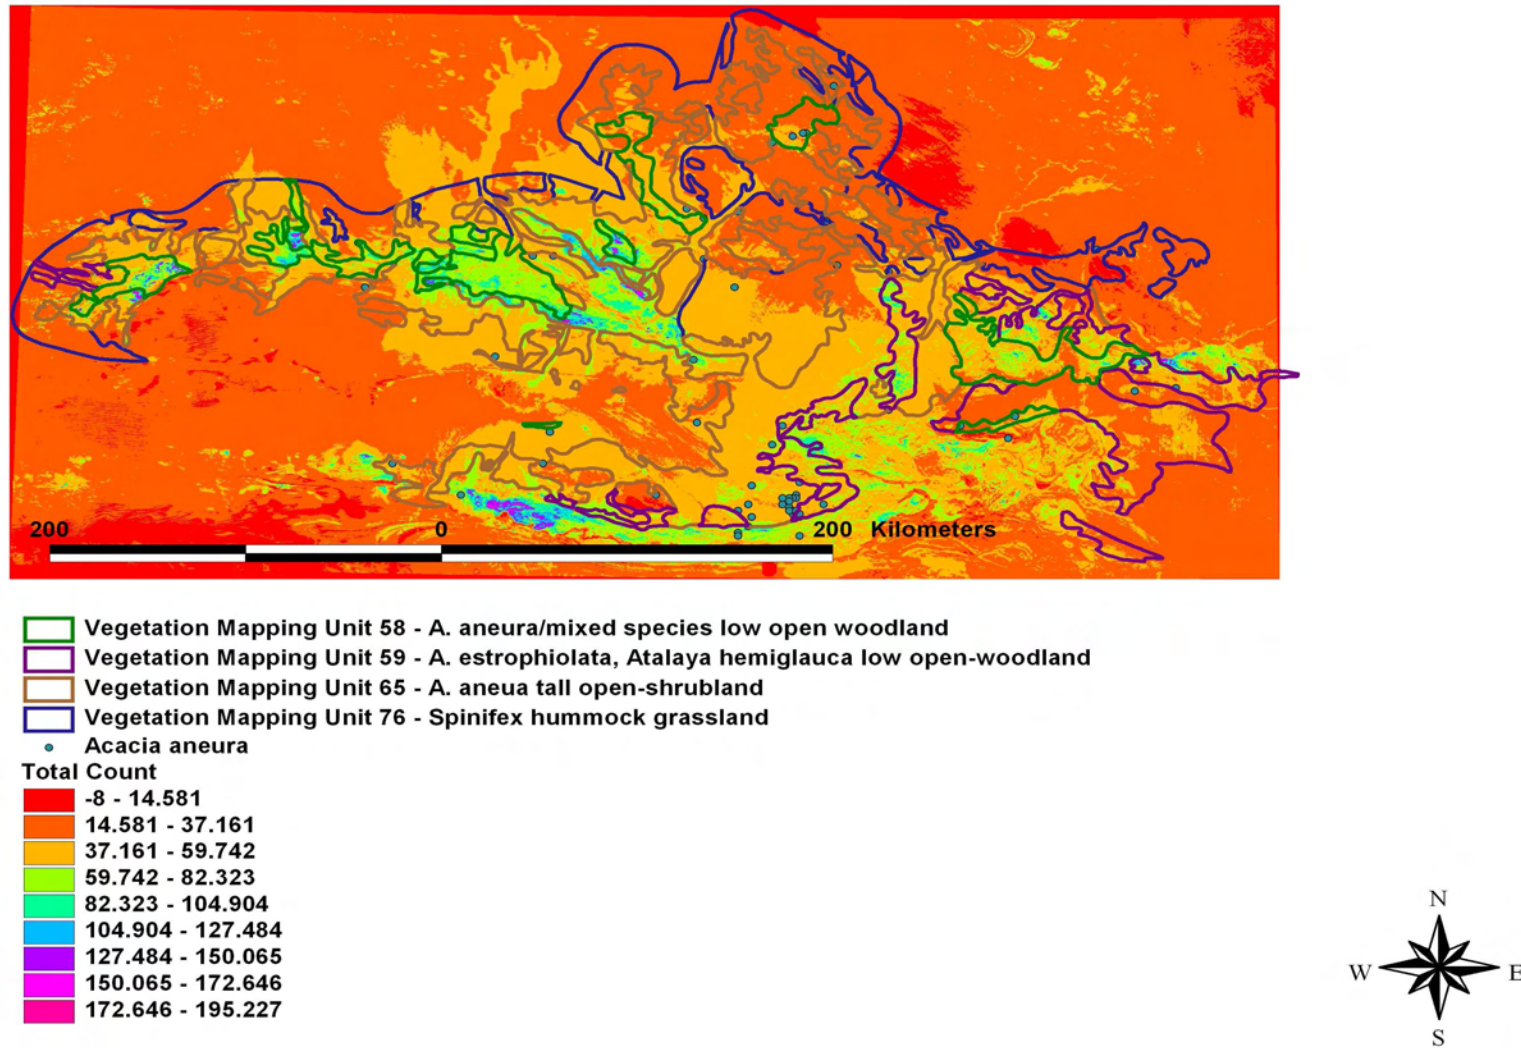 200 0 200 Kilometers
Vegetation Mapping Unit 58 - A. aneura/mixed species low open woodland
Vegetation Mapping Unit 59 - A. estrophiolata, Atalaya hemiglauca low open-woodland
Vegetation Mapping Unit 65 - A. aneua tall open-shrubland
Vegetation Mapping Unit 76 - Spinifex hummock grassland
Acacia aneura
Total Count
-8 - 14.581
14.581 - 37.161
37.161 - 59.742
59.742 - 82.323
82.323 - 104.904
104.904 - 127.484
127.484 - 150.065
150.065 - 172.646
172.646 - 195.227
N
W E
S